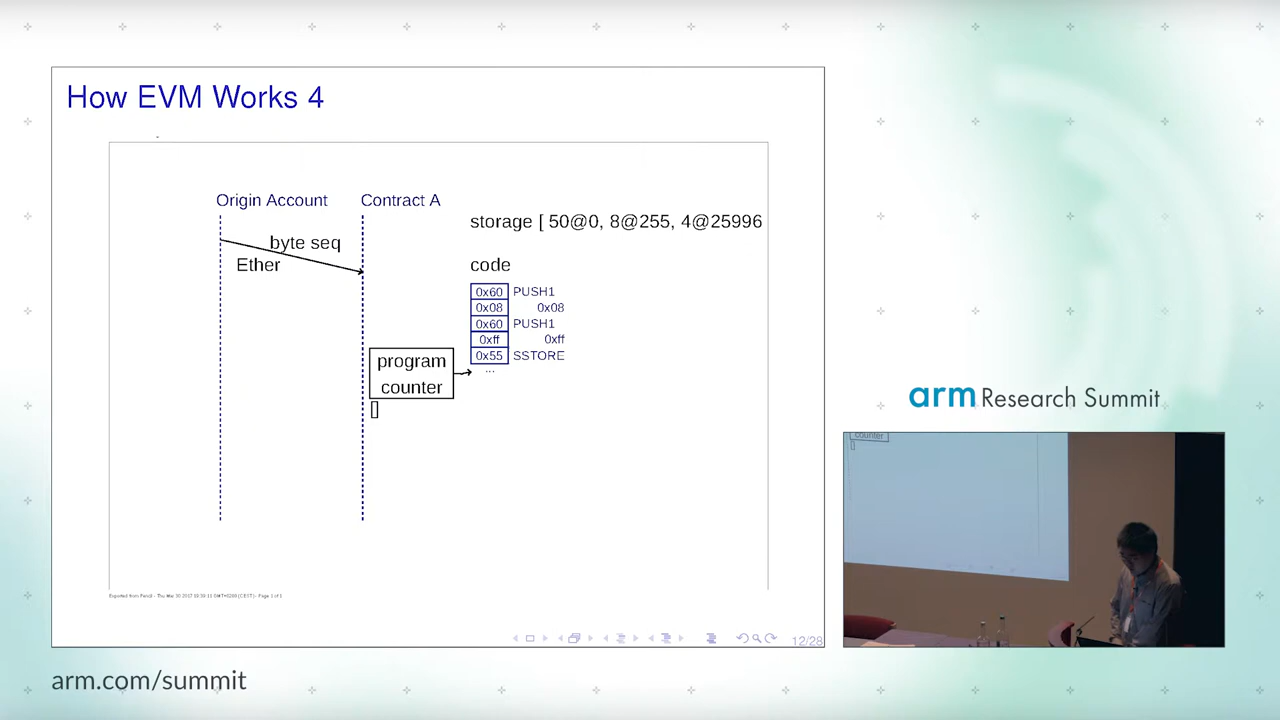 How EVM Works 4
Origin Account
Contract A
storage [ 50@0, 8@255, 4@25996
byte seq
Ether
code
0x60 PUSH1
0x08 0x08
0x60 PUSH1
0xff 0xff
0x55 SSTORE
...
program
counter
[]
12/28
arm Research Summit
counter
[]
arm.com/summit